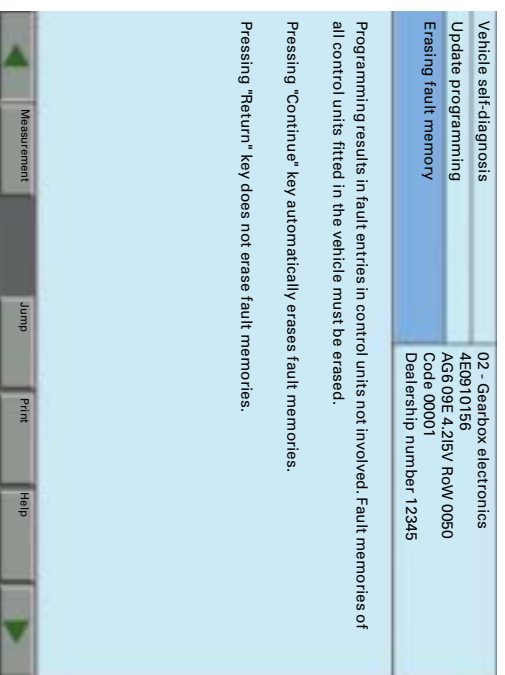 Vehicle self-diagnosis
Update programming
Erasing fault memory
02 - Gearbox electronics
4E0910156
AG6 09E 4.2l5V RoW 0050
Code 00001
Dealership number 12345
Programming results in fault entries in control units not involved. Fault memories of
all control units fitted in the vehicle must be erased.
Pressing "Continue" key automatically erases fault memories.
Pressing "Return" key does not erase fault memories.
Measurement
Jump
Print
Help